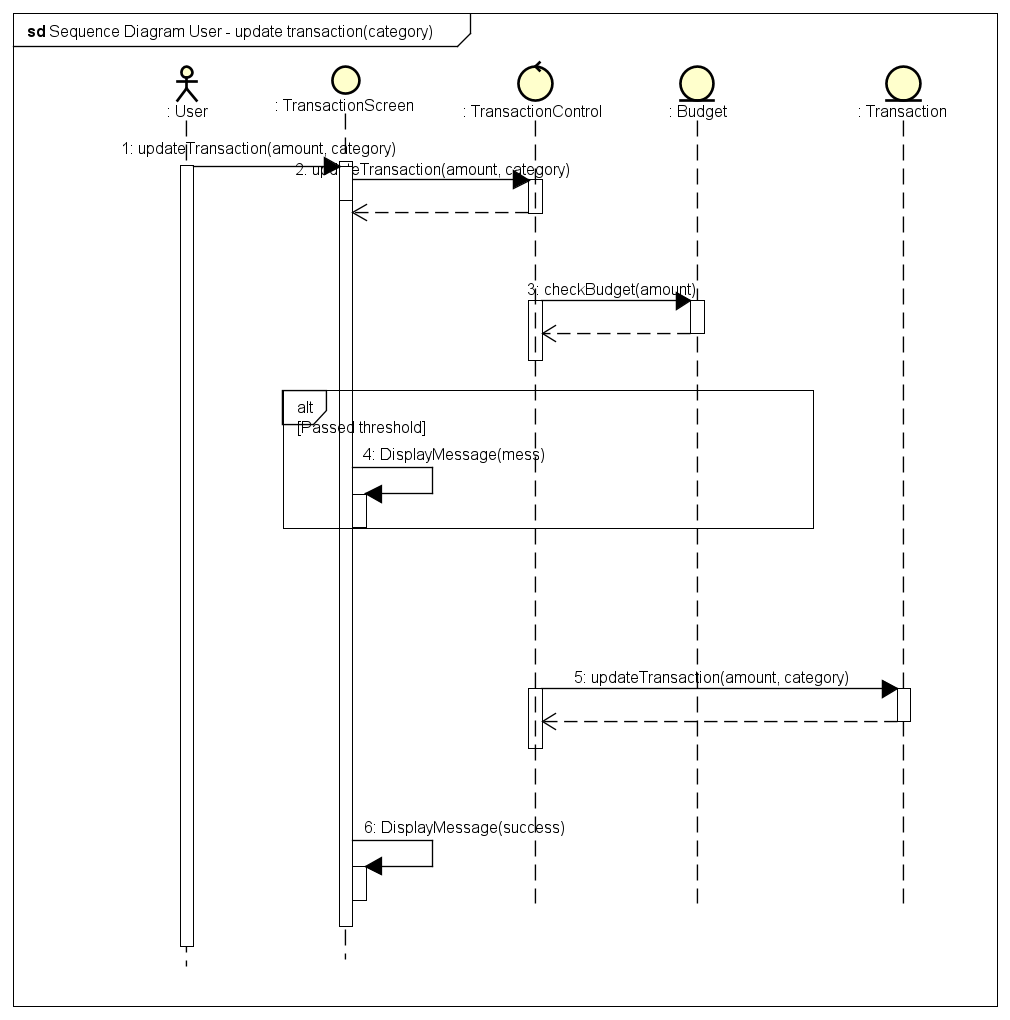 sd Sequence Diagram User - update transaction(category)
: User
: TransactionScreen
: TransactionControl
: Budget
: Transaction
1: updateTransaction(amount, category)
2: updateTransaction(amount, category)
3: checkBudget(amount)
alt
[Passed threshold]
4: DisplayMessage(mess)
5: updateTransaction(amount, category)
6: DisplayMessage(success)